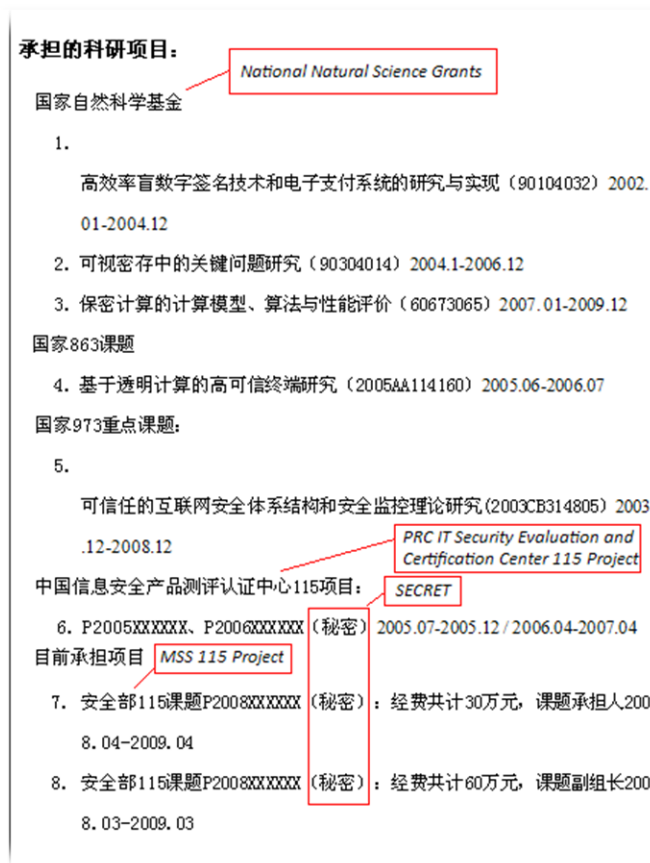 承担的科研项目：
National Natural Science Grants
国家自然科学基金
1.
高效率盲数字签名技术和电子支付系统的研究与实现（90104032）2002.
01-2004.12
2. 可视密存中的关键问题研究（90304014）2004.1-2006.12
3. 保密计算的计算模型、算法与性能评价（60673065）2007.01-2009.12
国家863课题
4. 基于透明计算的高可信终端研究（2005AA114160）2005.06-2006.07
国家973重点课题：
5.
可信任的互联网安全体系结构和安全监控理论研究(2003CB314805) 2003
.12-2008.12
PRC IT Security Evaluation and
Certification Center 115 Project
中国信息安全产品测评认证中心115项目：
SECRET
6. P2005XXXXXX、P2006XXXXXX（秘密）2005.07-2005.12 / 2006.04-2007.04
目前承担项目
MSS 115 Project
7. 安全部115课题P2008XXXXXX（秘密）：经费共计30万元，课题承担人200
8.04-2009.04
8. 安全部115课题P2008XXXXXX（秘密）：经费共计60万元，课题副组长200
8.03-2009.03